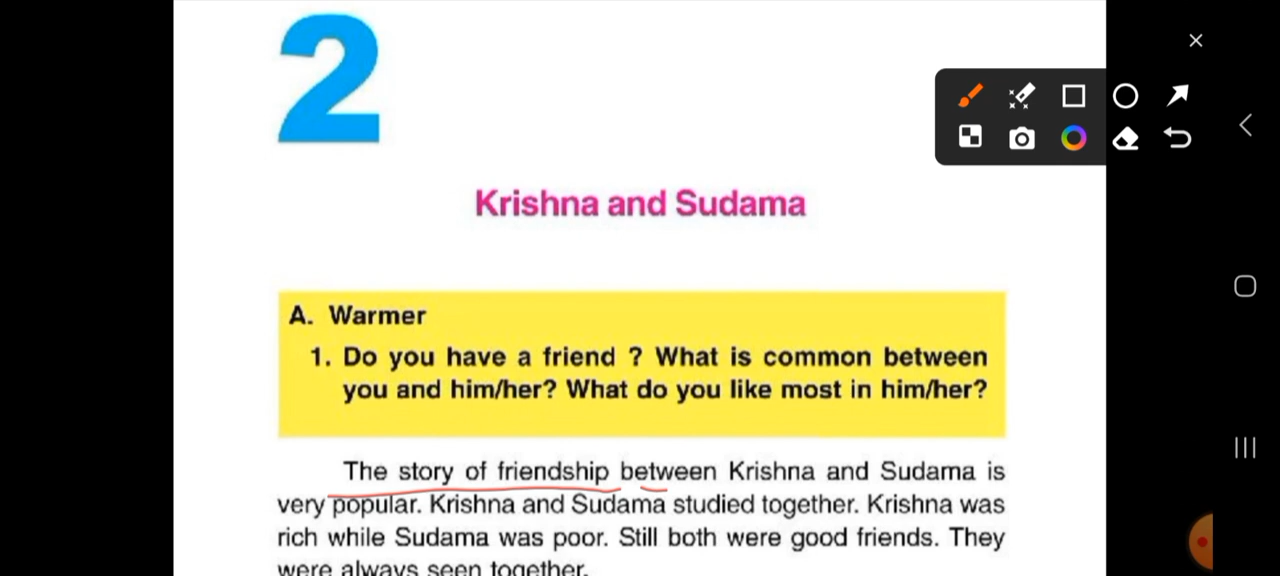 2
Krishna and Sudama
A. Warmer
1. Do you have a friend ? What is common between
you and him/her? What do you like most in him/her?
The story of friendship between Krishna and Sudama is
very popular. Krishna and Sudama studied together. Krishna was
rich while Sudama was poor. Still both were good friends. They
were always seen together.